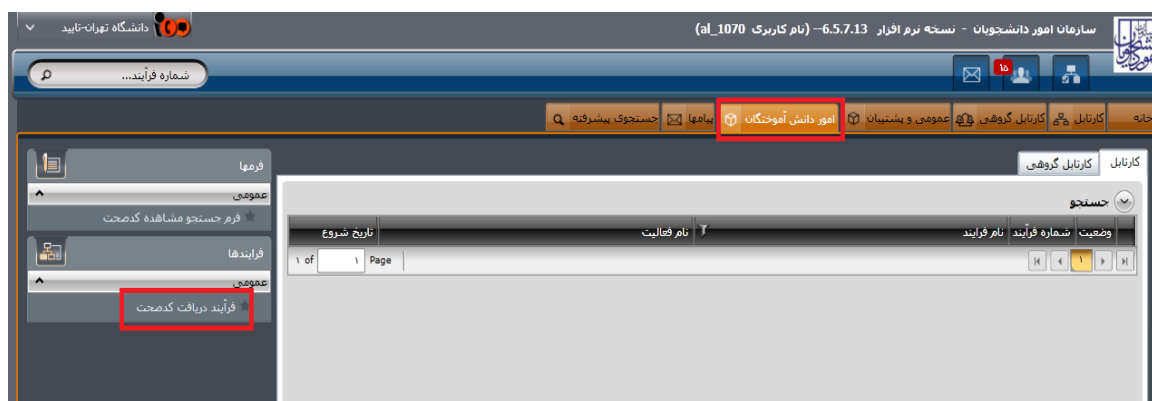 سازمان امور دانشجویان - نسخه نرم افزار 6.5.7.13-- (نام کاربری al_1070)
دانشگاه تهران-تایید
۱۵
شماره فرآیند...
خانه کارتابل کارتابل گروهی عمومی و پشتیبان امور دانش آموختگان پیامها جستجوی پیشرفته
کارتابل کارتابل گروهی
جستجو
وضعیت شماره فرآیند نام فرایند نام فعالیت تاریخ شروع
۱ Page ۱ of ۱
فرمها
عمومی
فرم جستجو مشاهده کدصحت
فرایندها
عمومی
فرآیند دریافت کدصحت